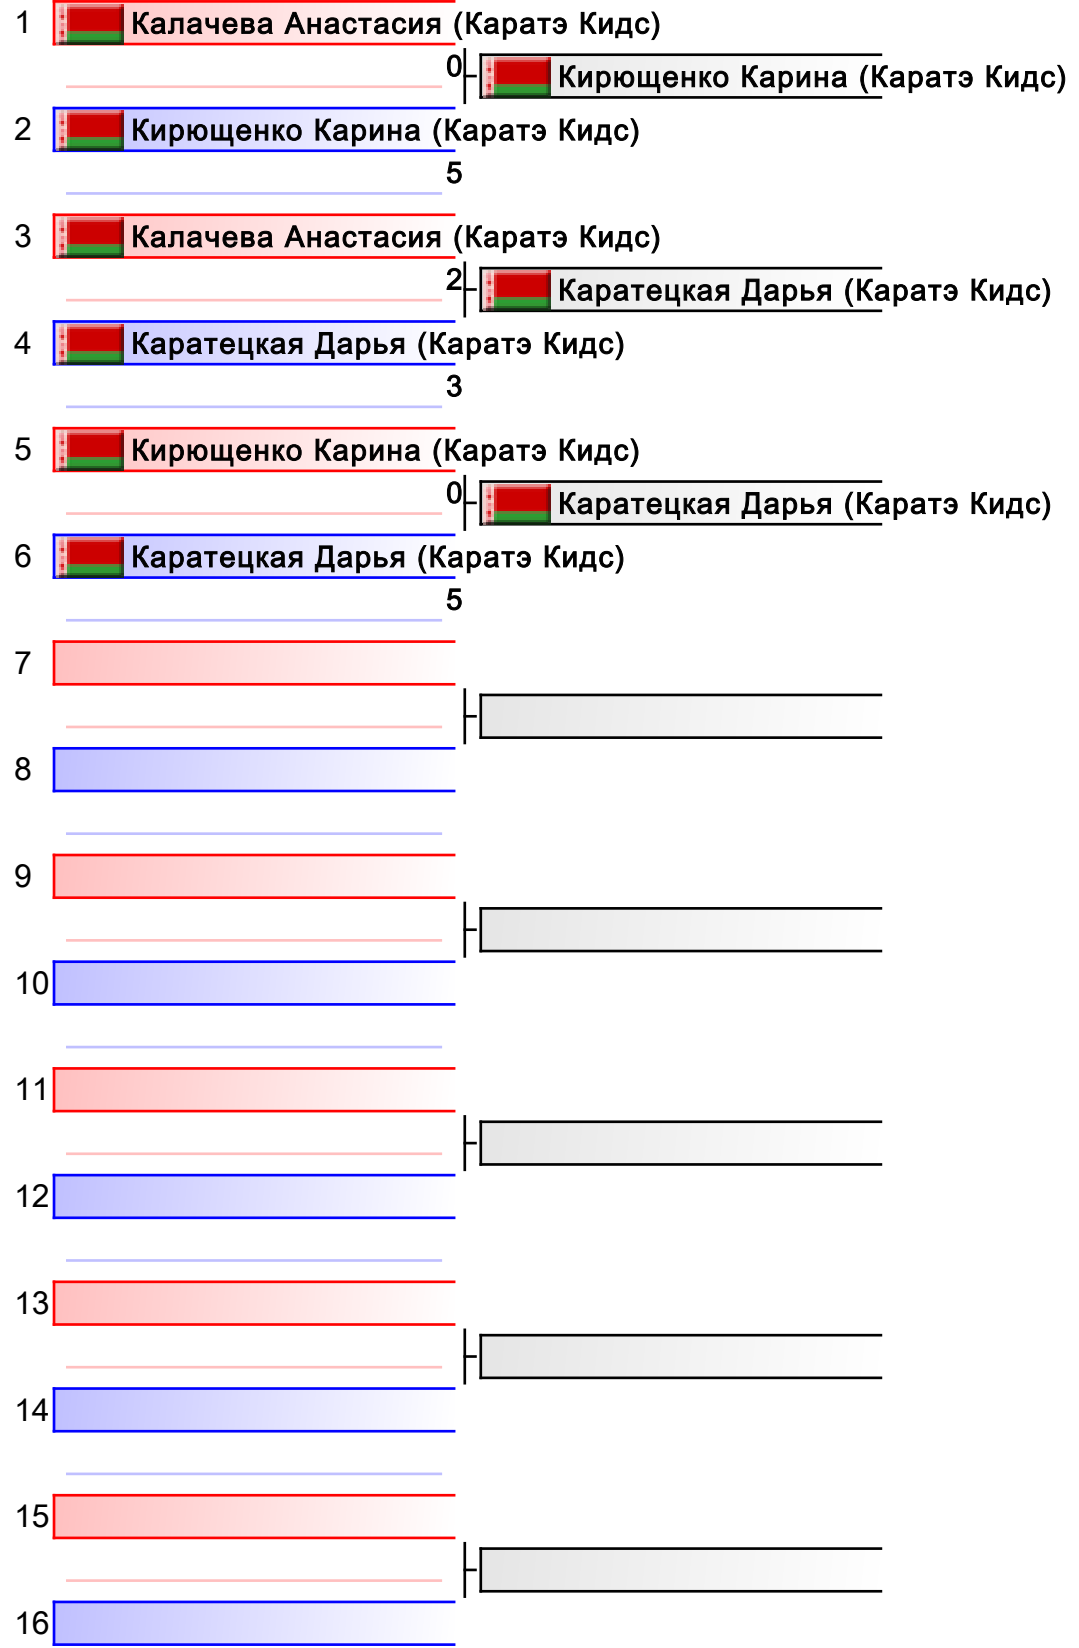 1 Калачева Анастасия (Каратэ Кидс)
0 Кирющенко Карина (Каратэ Кидс)
2 Кирющенко Карина (Каратэ Кидс)
5
3 Калачева Анастасия (Каратэ Кидс)
2 Каратецкая Дарья (Каратэ Кидс)
4 Каратецкая Дарья (Каратэ Кидс)
3
5 Кирющенко Карина (Каратэ Кидс)
0 Каратецкая Дарья (Каратэ Кидс)
6 Каратецкая Дарья (Каратэ Кидс)
5
7
8
9
10
11
12
13
14
15
16